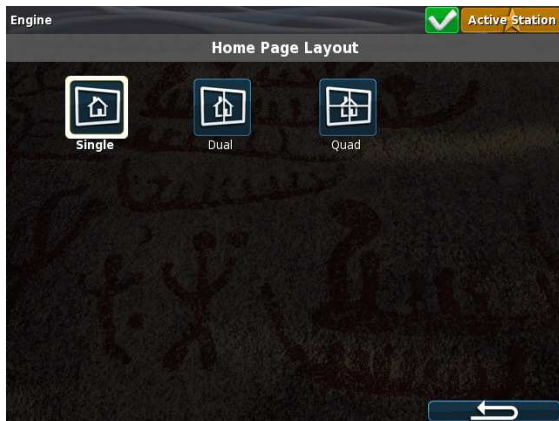 Engine
Active Station
Home Page Layout
Single
Dual
Quad